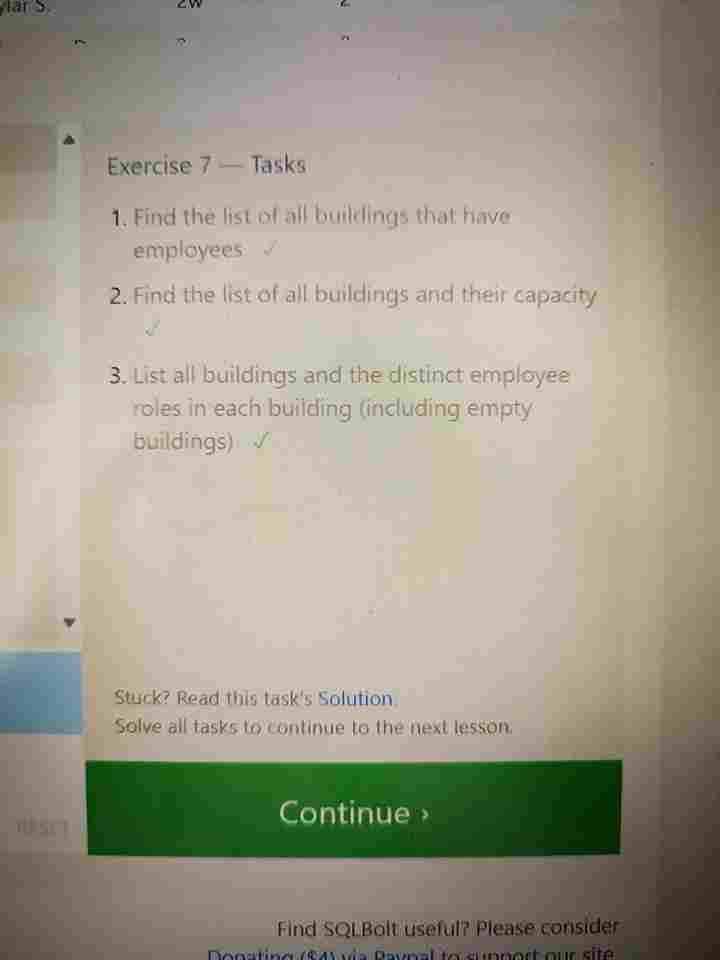 ylar S.
2w
2
Exercise 7 — Tasks
1. Find the list of all buildings that have
employees ✓
2. Find the list of all buildings and their capacity
✓
3. List all buildings and the distinct employee
roles in each building (including empty
buildings) ✓
Stuck? Read this task's Solution.
Solve all tasks to continue to the next lesson.
RESET
Continue ›
Find SQLBolt useful? Please consider
Donating ($4) via Paypal to support our site.